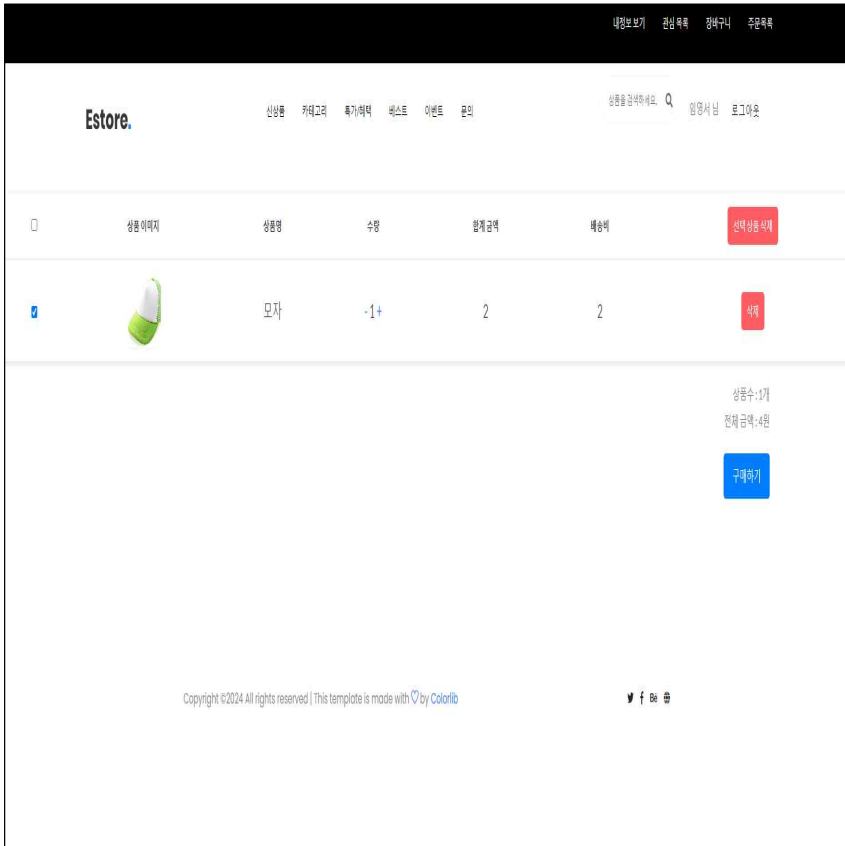 내정보 보기 관심 목록 장바구니 주문목록
Estore. 신상품 카테고리 특가/혜택 베스트 이벤트 문의 상품을 검색하세요. 임영서 님 로그아웃
상품 이미지 상품명 수량 합계 금액 배송비 선택 상품 삭제
모자 - 1 + 2 2 삭제
상품수 : 1개
전체 금액 : 4원
구매하기
Copyright ©2024 All rights reserved | This template is made with by Colorlib